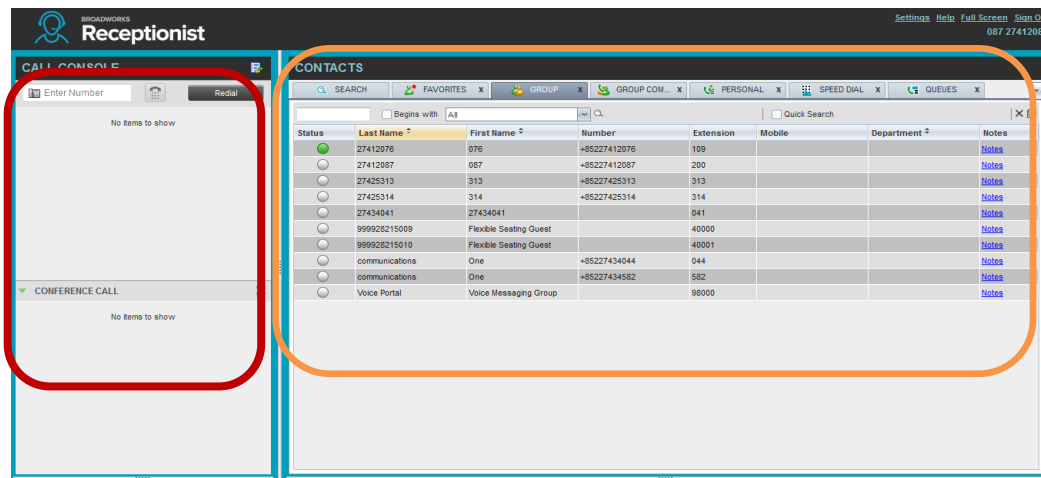 BROADWORKS
Receptionist
Settings Help Full Screen Sign O
087 2741208
CALL CONSOLE
Enter Number Redial
No items to show
CONFERENCE CALL
No items to show
CONTACTS
SEARCH FAVORITES X GROUP X GROUP COM... X PERSONAL X SPEED DIAL X QUEUES X
Begins with All Quick Search
Status Last Name First Name Number Extension Mobile Department Notes
27412076 076 +85227412076 109 Notes
27412087 087 +85227412087 200 Notes
27425313 313 +85227425313 313 Notes
27425314 314 +85227425314 314 Notes
27434041 27434041 041 Notes
999928215009 Flexible Seating Guest 40000 Notes
999928215010 Flexible Seating Guest 40001 Notes
communications One +85227434044 044 Notes
communications One +85227434582 582 Notes
Voice Portal Voice Messaging Group 98000 Notes